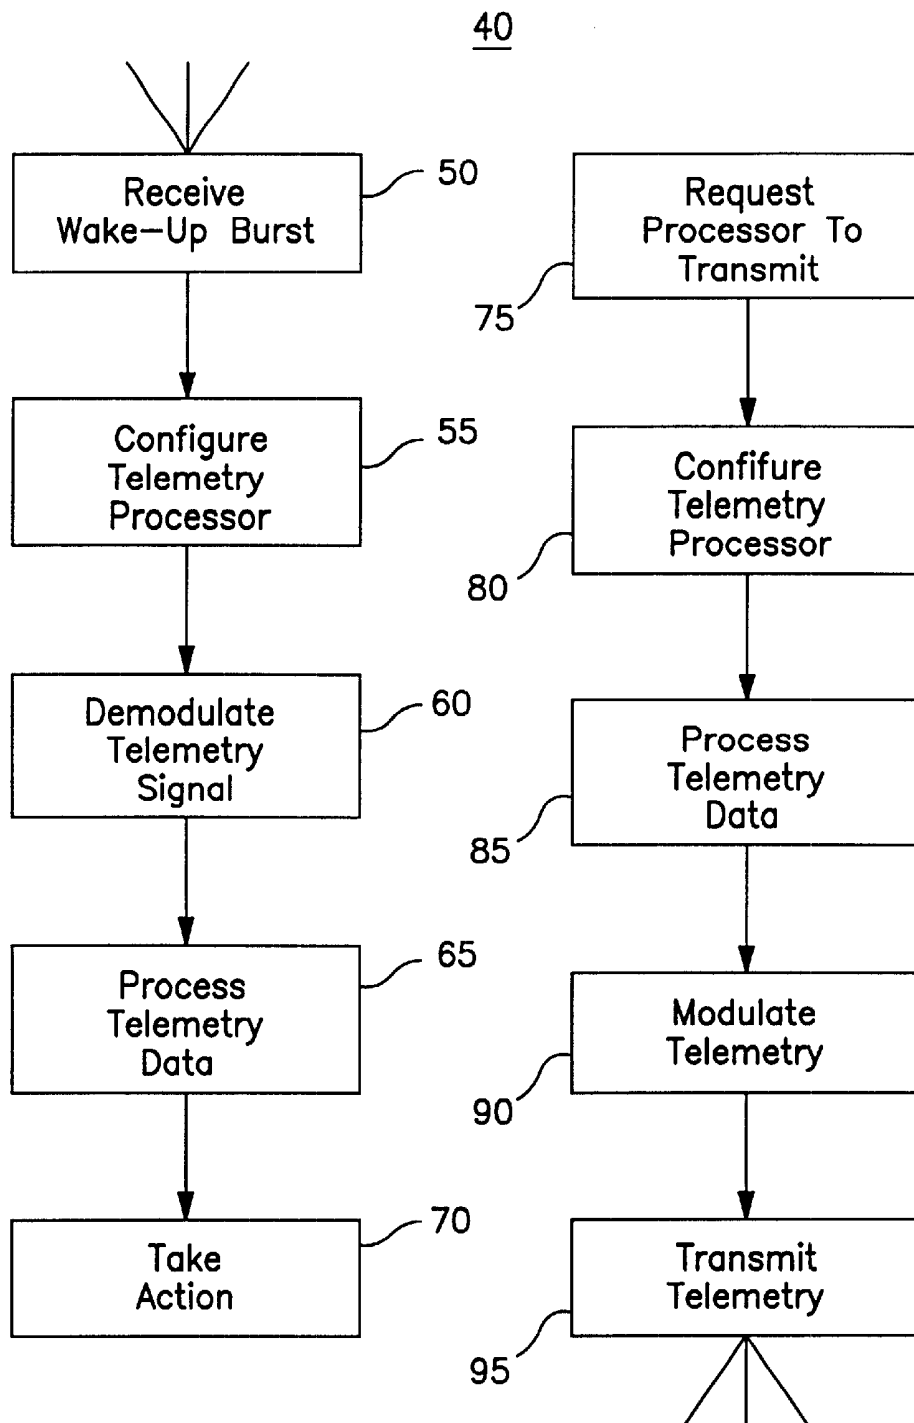 40
Receive
Wake-Up Burst
50
Configure
Telemetry
Processor
55
Demodulate
Telemetry
Signal
60
Process
Telemetry
Data
65
Take
Action
70
Request
Processor To
Transmit
75
Confifure
Telemetry
Processor
80
Process
Telemetry
Data
85
Modulate
Telemetry
90
Transmit
Telemetry
95